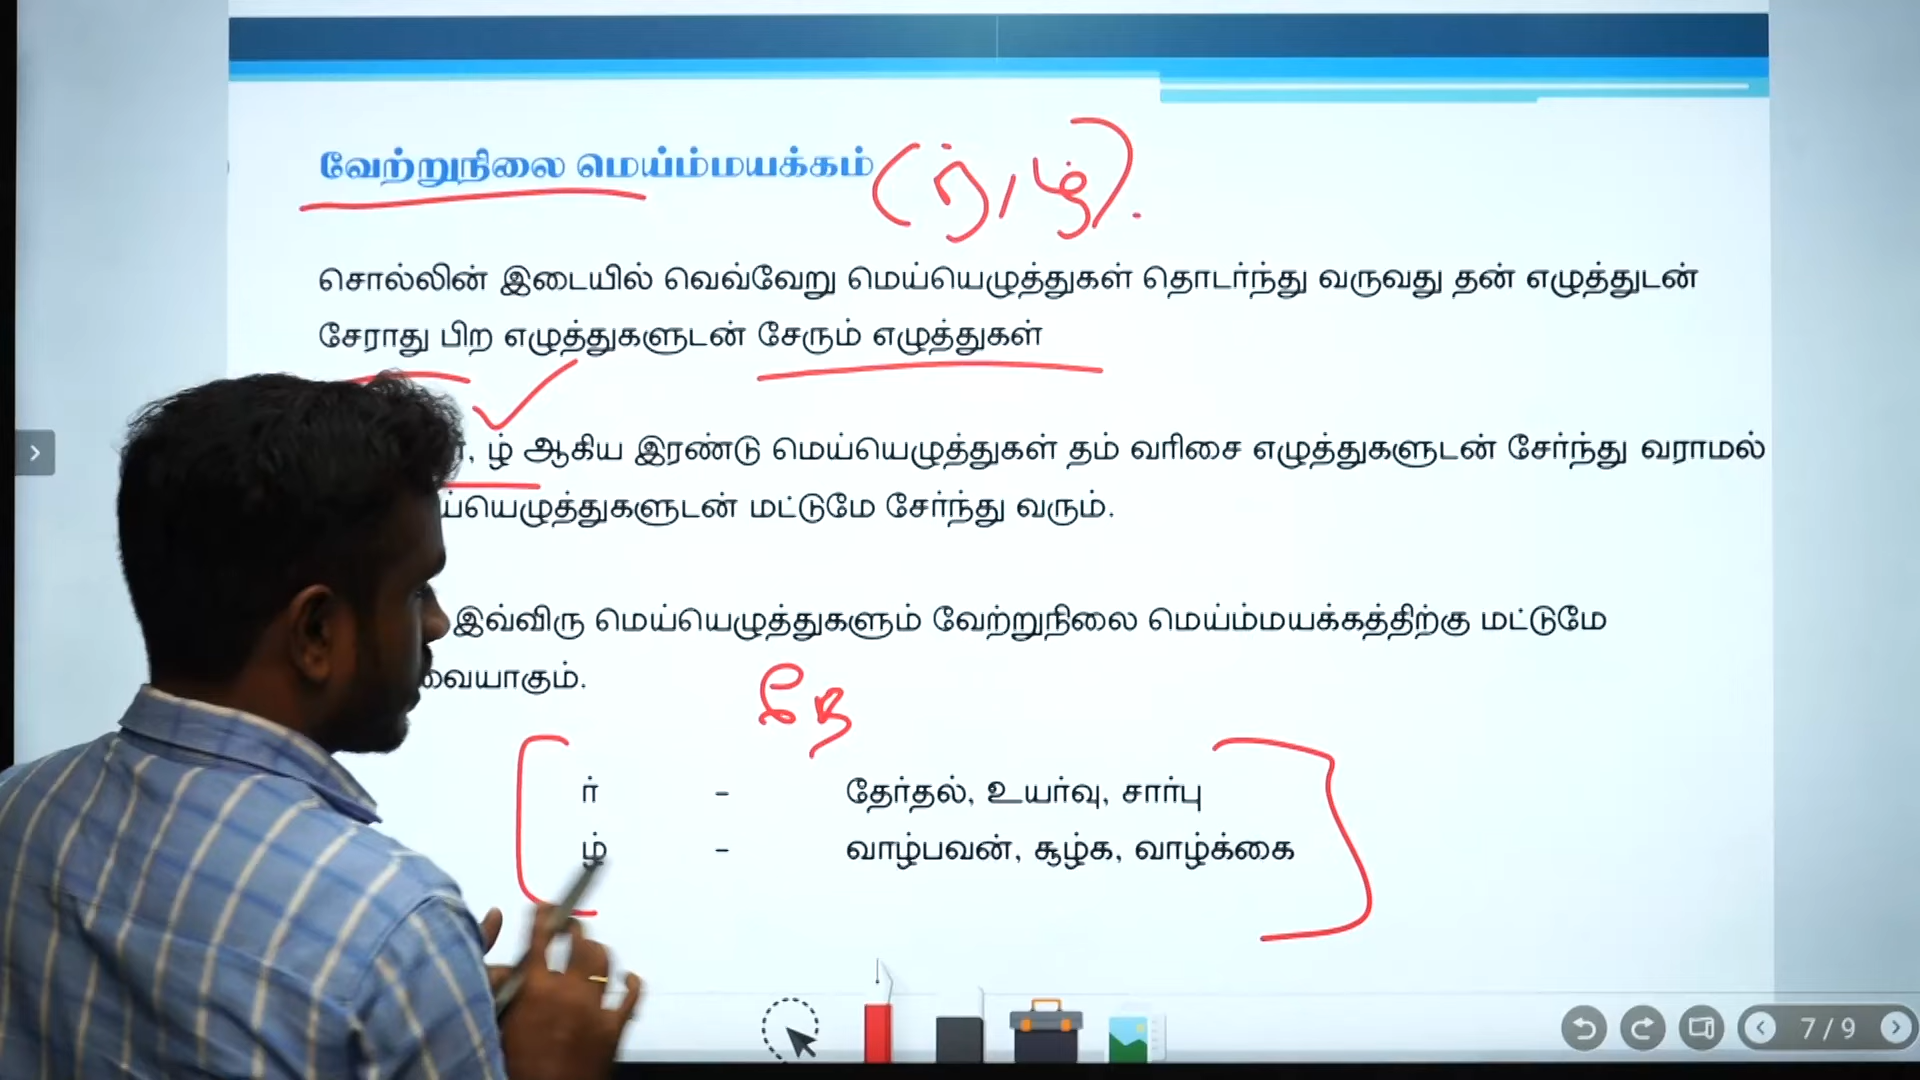 வேற்றுநிலை மெய்ம்மயக்கம் (ர், ழ்).
சொல்லின் இடையில் வெவ்வேறு மெய்யெழுத்துகள் தொடர்ந்து வருவது தன் எழுத்துடன்
சேராது பிற எழுத்துகளுடன் சேரும் எழுத்துகள்
, ழ் ஆகிய இரண்டு மெய்யெழுத்துகள் தம் வரிசை எழுத்துகளுடன் சேர்ந்து வராமல்
ய்யெழுத்துகளுடன் மட்டுமே சேர்ந்து வரும்.
இவ்விரு மெய்யெழுத்துகளும் வேற்றுநிலை மெய்ம்மயக்கத்திற்கு மட்டுமே
வையாகும்.
ர் - தேர்தல், உயர்வு, சார்பு
ழ் - வாழ்பவன், சூழ்க, வாழ்க்கை
7 / 9